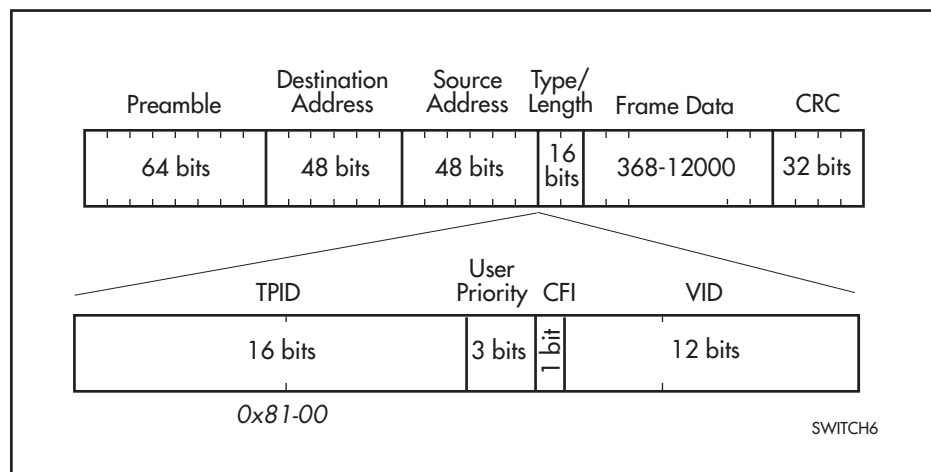 Preamble
Destination
Address
Source
Address
Type/
Length
Frame Data
CRC
64 bits
48 bits
48 bits
16
bits
368-12000
32 bits
TPID
User
Priority
CFI
VID
16 bits
3 bits
1 bit
12 bits
0x81-00
SWITCH6